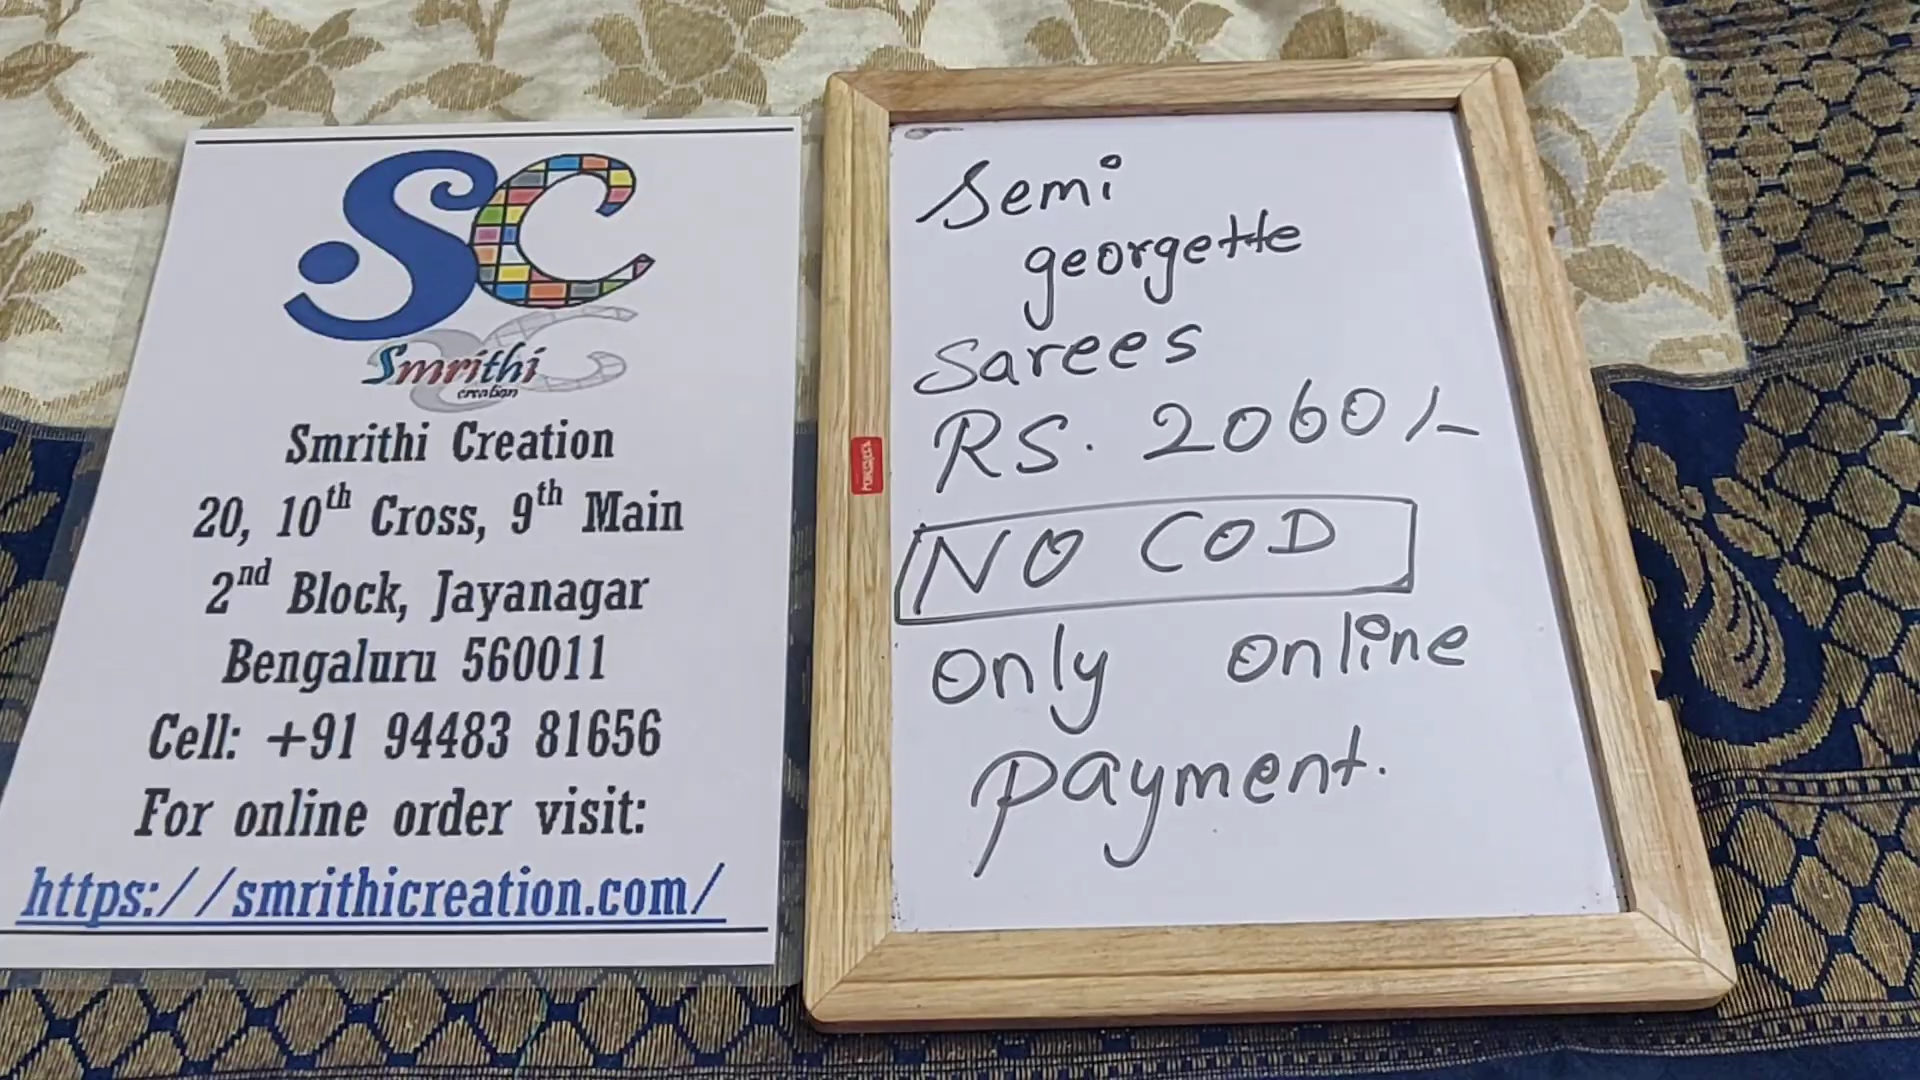 SC
Smrithi
creation
Smrithi Creation
20, 10th Cross, 9th Main
2nd Block, Jayanagar
Bengaluru 560011
Cell: +91 94483 81656
For online order visit:
https://smrithicreation.com/
Semi
georgette
Sarees
RS. 2060/-
NO COD
only online
payment.